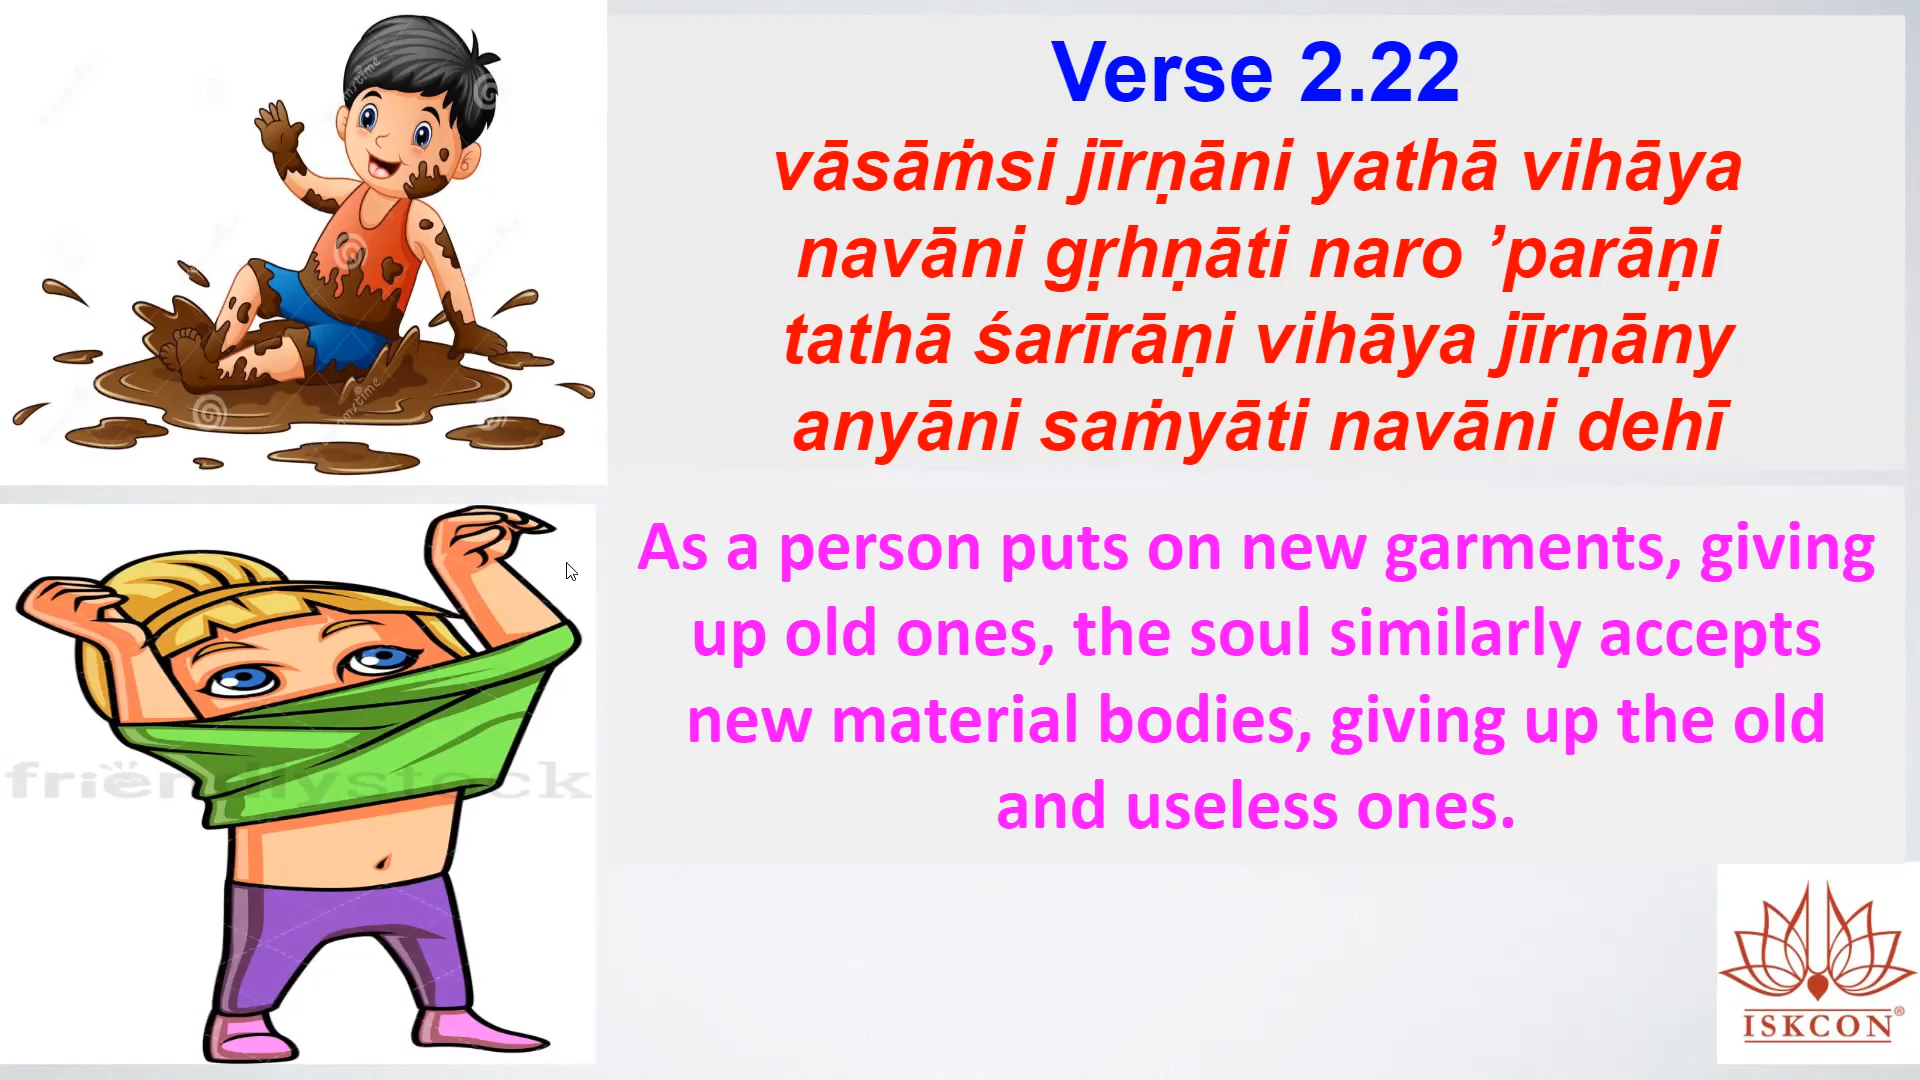 Verse 2.22
vāsāṁsi jīrṇāni yathā vihāya
navāni gṛhṇāti naro ’parāṇi
tathā śarīrāṇi vihāya jīrṇāny
anyāni saṁyāti navāni dehī
As a person puts on new garments, giving
up old ones, the soul similarly accepts
new material bodies, giving up the old
and useless ones.
friendlystock
ISKCON®